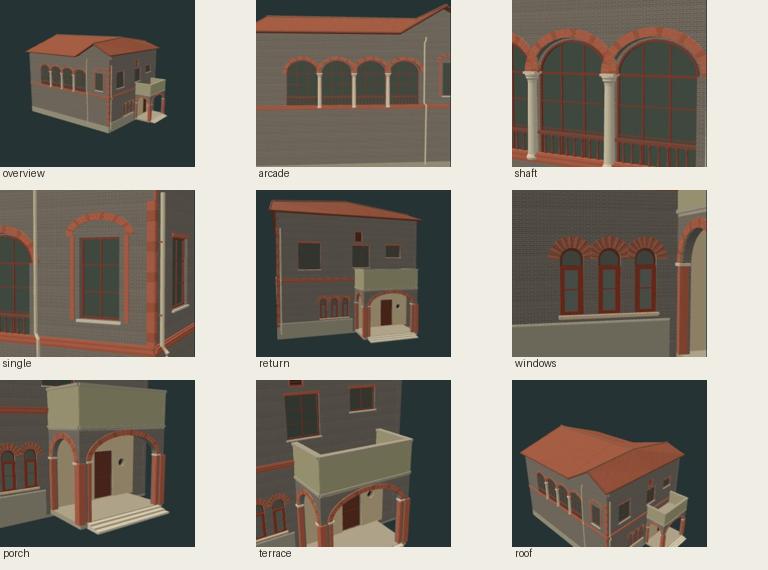 overview
arcade
shaft
single
return
windows
porch
terrace
roof